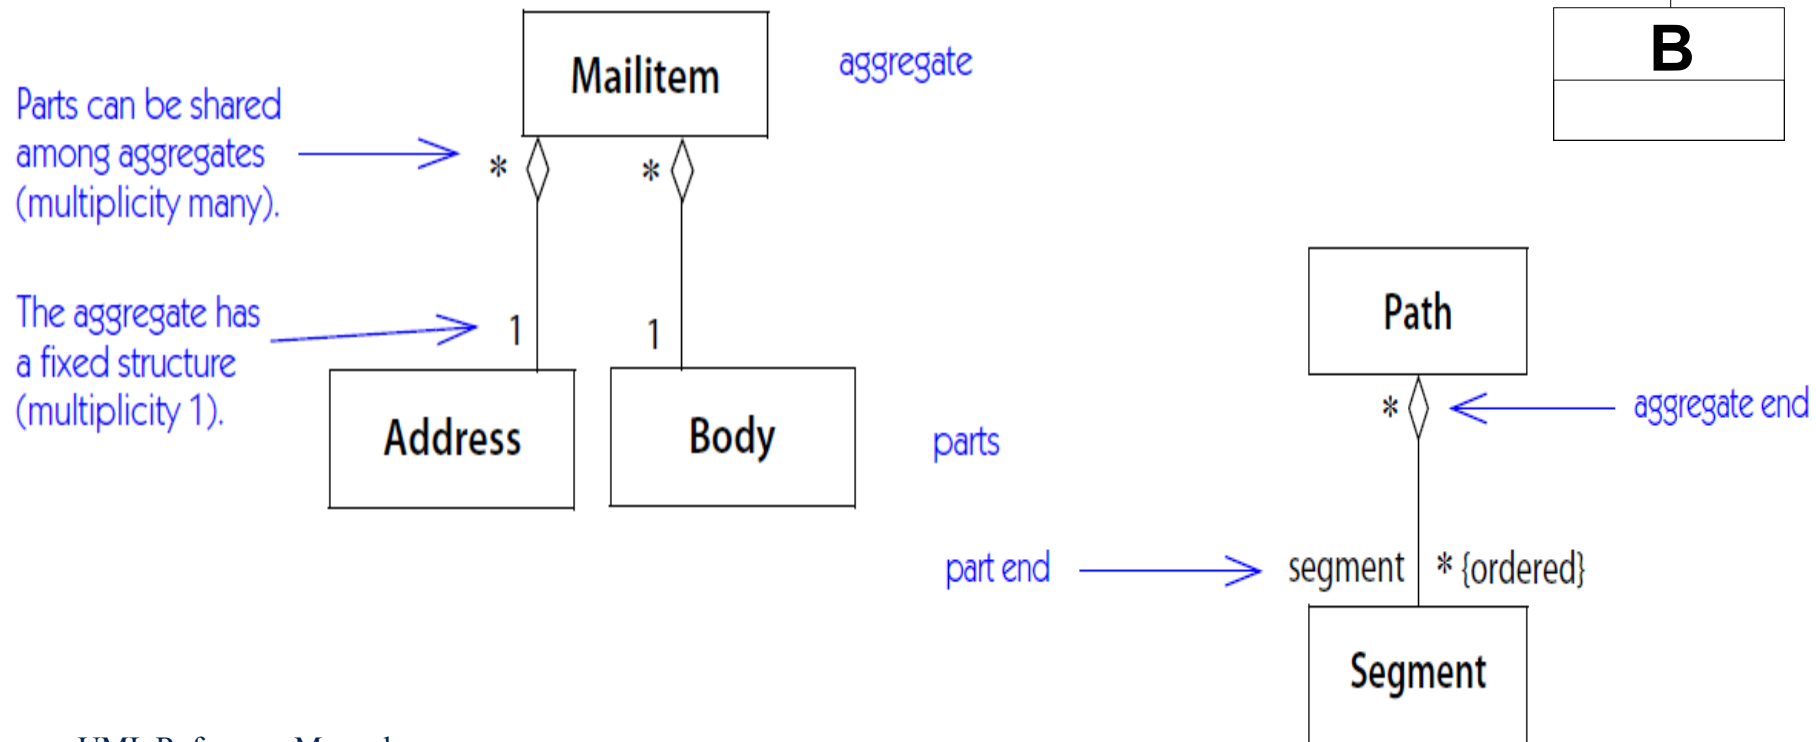 Mailitem
aggregate
B
Parts can be shared
among aggregates
(multiplicity many).
*
*
The aggregate has
a fixed structure
(multiplicity 1).
1
1
Address
Body
parts
Path
*
aggregate end
part end
segment
* {ordered}
Segment